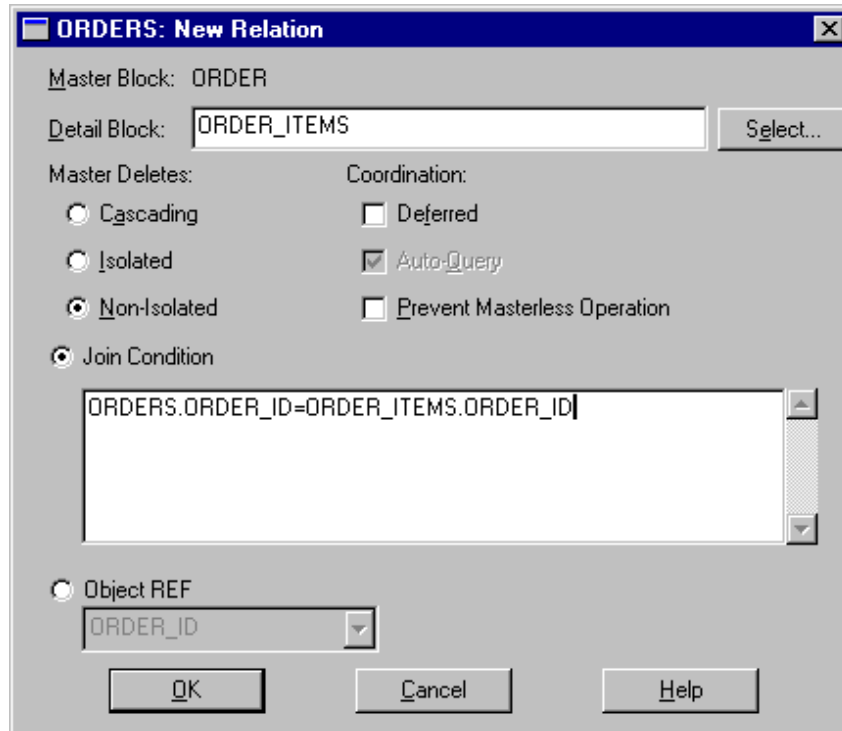 ORDERS: New Relation
Master Block: ORDER
Detail Block: ORDER_ITEMS Select...
Master Deletes: Coordination:
Cascading Deferred
Isolated Auto-Query
Non-Isolated Prevent Masterless Operation
Join Condition
ORDERS.ORDER_ID=ORDER_ITEMS.ORDER_ID
Object REF
ORDER_ID
OK Cancel Help